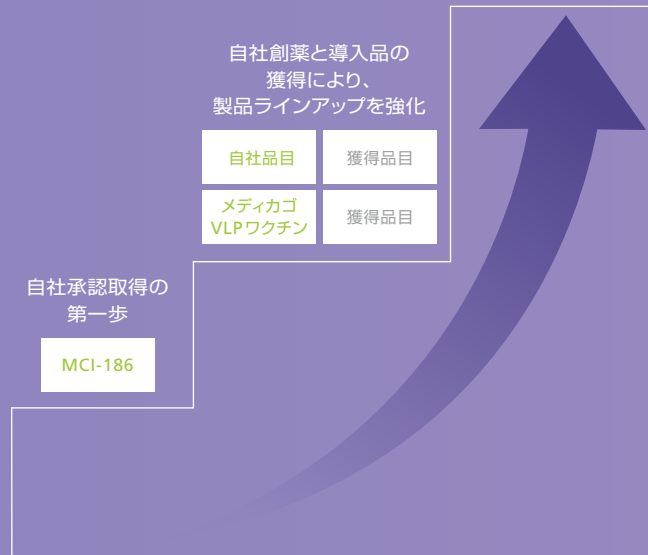 自社創薬と導入品の
獲得により、
製品ラインアップを強化
自社品目
獲得品目
メディカゴ
VLPワクチン
獲得品目
自社承認取得の
第一歩
MCI-186